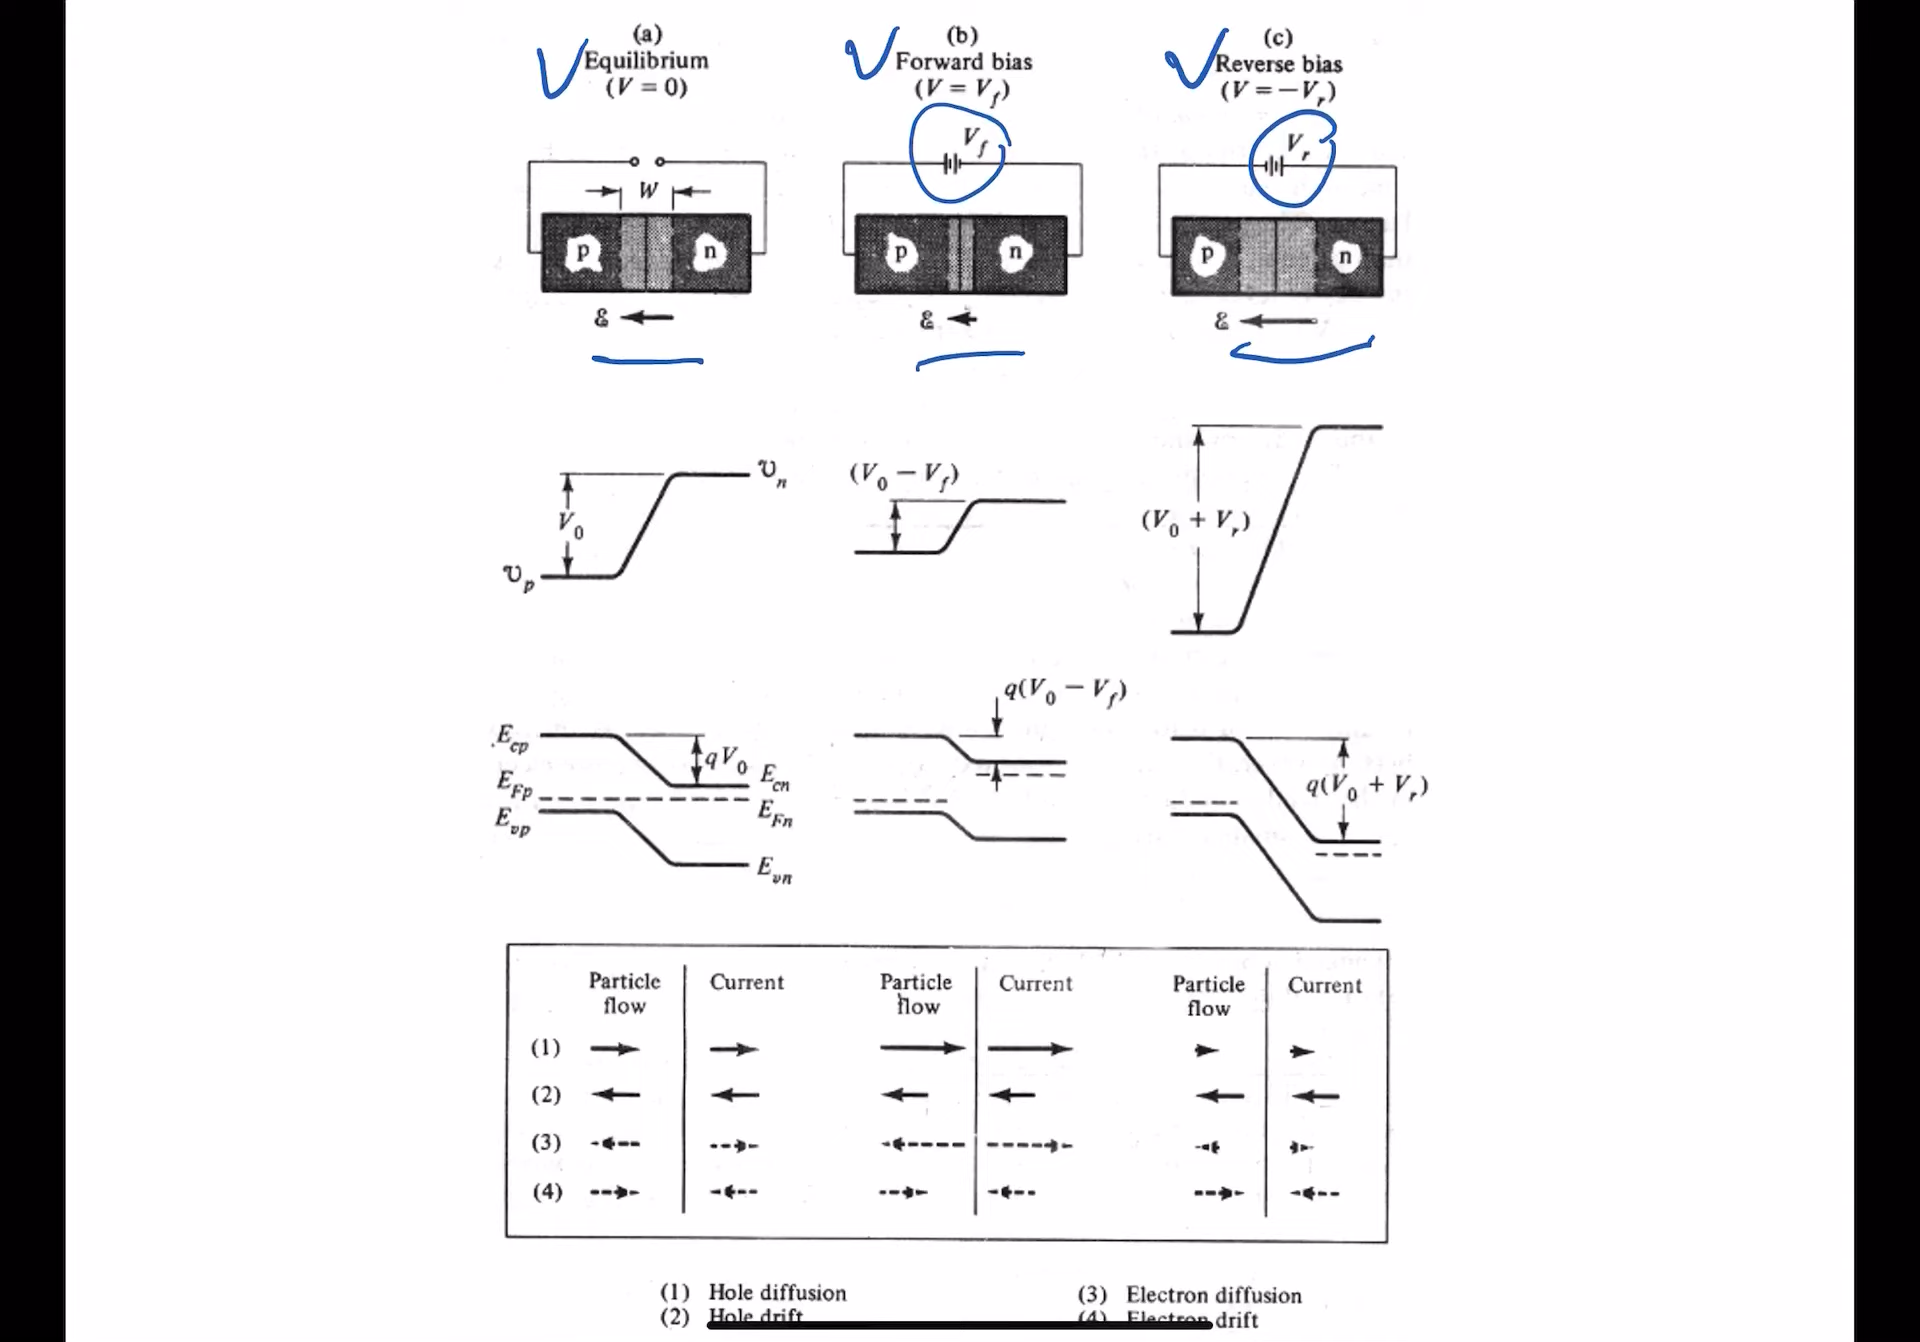 (a)
Equilibrium
(V = 0)
(b)
Forward bias
(V = V_f)
(c)
Reverse bias
(V = −V_r)
V_f
V_r
W
p
n
p
n
p
n
ℰ
ℰ
ℰ
𝒱_n
V_0
𝒱_p
(V_0 − V_f)
(V_0 + V_r)
q(V_0 − V_f)
E_cp
qV_0
E_cn
E_Fp
E_Fn
E_vp
E_vn
q(V_0 + V_r)
Particle
flow
Current
Particle
flow
Current
Particle
flow
Current
(1)
(2)
(3)
(4)
(1) Hole diffusion
(2) Hole drift
(3) Electron diffusion
(4) Electron drift